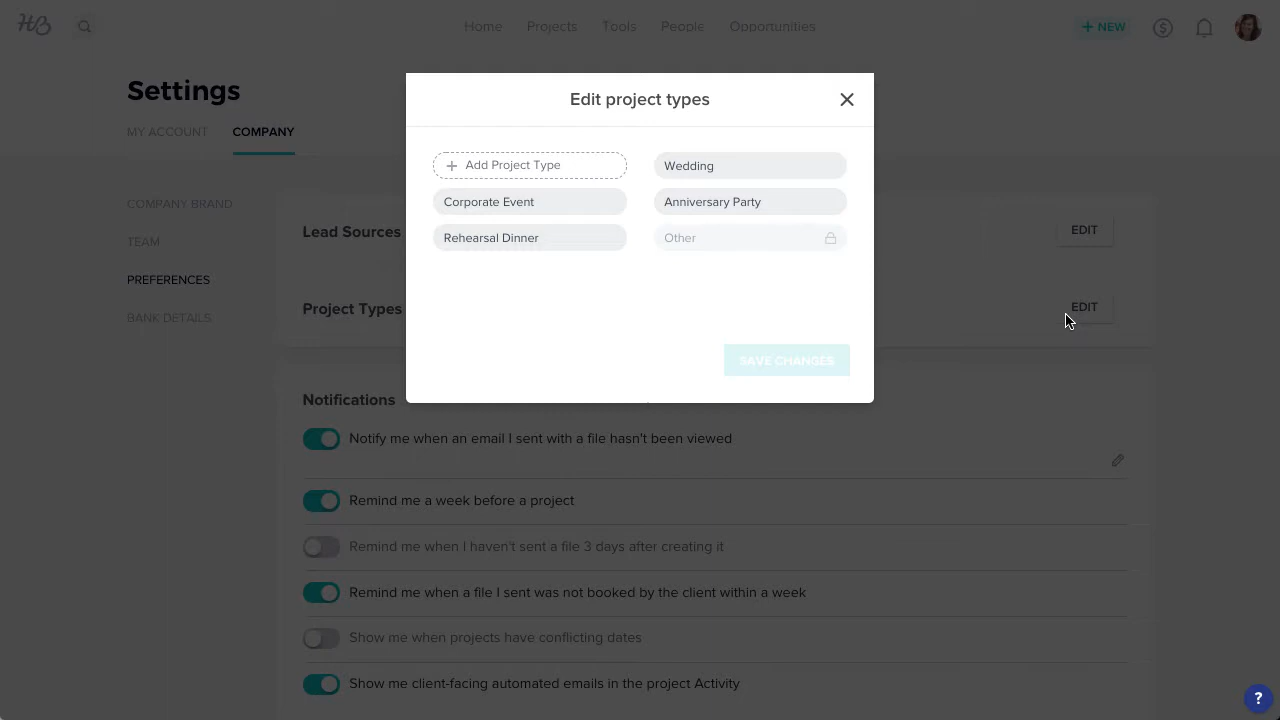 HB
Home Projects Tools People Opportunities
+ NEW
$
Settings
MY ACCOUNT COMPANY
Edit project types
+ Add Project Type
Wedding
Corporate Event
Anniversary Party
Rehearsal Dinner
Other
SAVE CHANGES
COMPANY BRAND
TEAM
PREFERENCES
BANK DETAILS
Lead Sources
EDIT
Project Types
EDIT
Notifications
Notify me when an email I sent with a file hasn't been viewed
Remind me a week before a project
Remind me when I haven't sent a file 3 days after creating it
Remind me when a file I sent was not booked by the client within a week
Show me when projects have conflicting dates
Show me client-facing automated emails in the project Activity
?